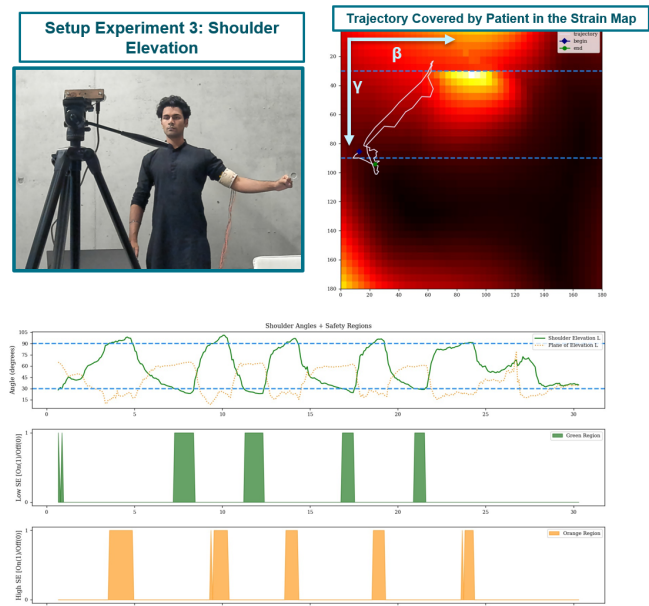 Setup Experiment 3: Shoulder
Elevation
Trajectory Covered by Patient in the Strain Map
trajectory
begin
end
β
γ
20
40
60
80
100
120
140
160
180
0 20 40 60 80 100 120 140 160 180
Shoulder Angles + Safety Regions
Angle (degrees)
105
90
75
60
45
30
15
Shoulder Elevation L
Plane of Elevation L
0 5 10 15 20 25 30
Low SE [On(1)/Off(0)]
1
0
Green Region
0 5 10 15 20 25 30
High SE [On(1)/Off(0)]
1
0
Orange Region